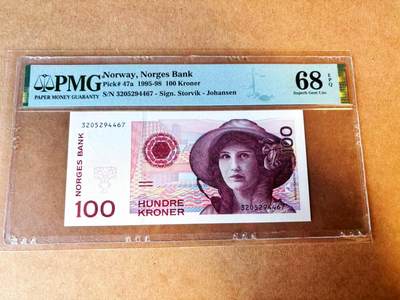 PMG
PAPER MONEY GUARANTY
Norway, Norges Bank
Pick# 47a 1995-98 100 Kroner
S/N 3205294467 - Sign. Storvik - Johansen
68 EPQ
Superb Gem Unc
3205294467
100
NORGES BANK
100
HUNDRE
KRONER
3205294467